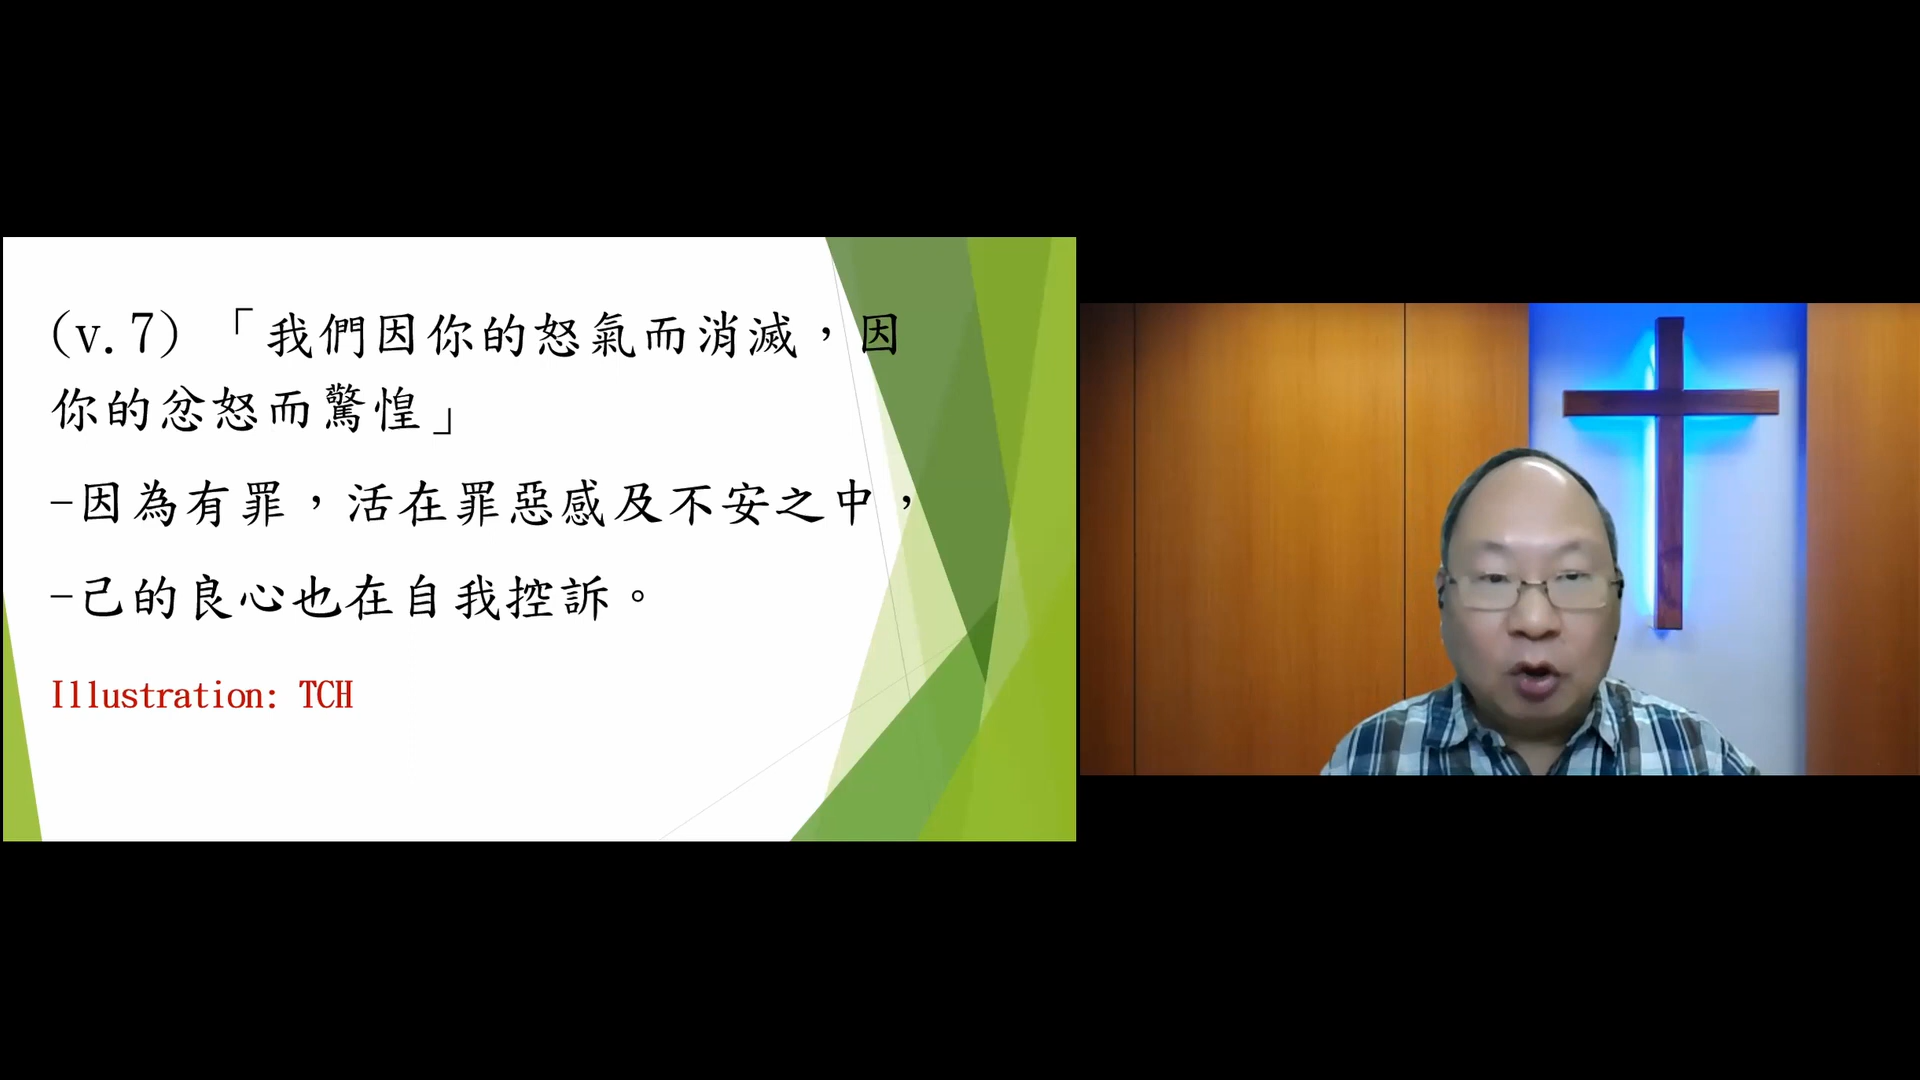 (v.7) 「我們因你的怒氣而消滅，因
你的忿怒而驚惶」
-因為有罪，活在罪惡感及不安之中，
-己的良心也在自我控訴。
Illustration: TCH